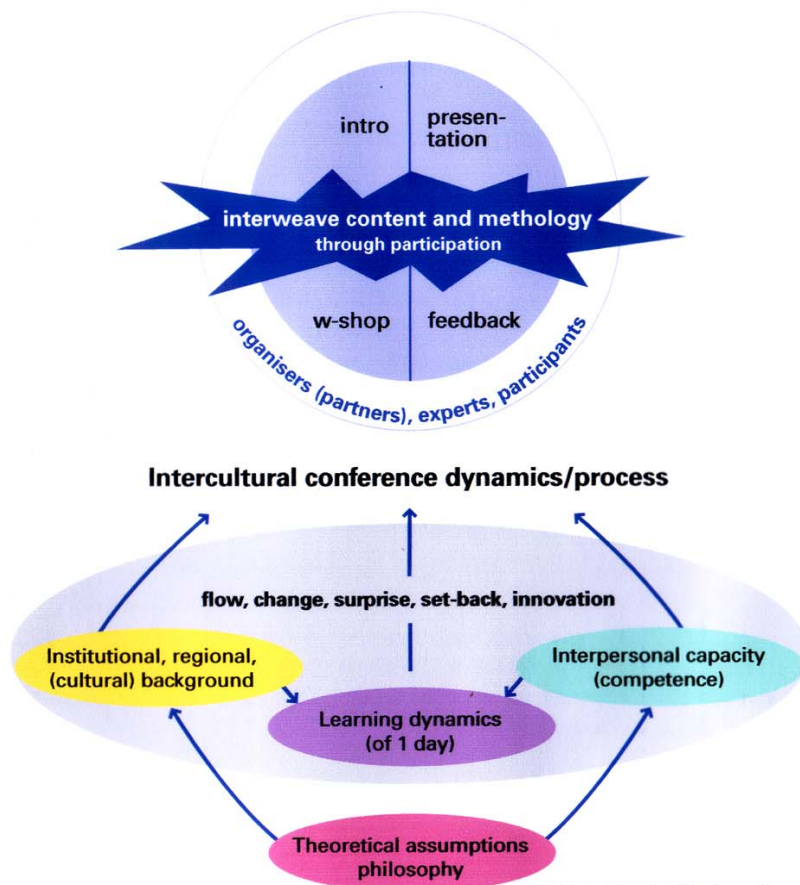 intro
presen-
tation
interweave content and methology
through participation
w-shop
feedback
organisers (partners), experts, participants
Intercultural conference dynamics/process
flow, change, surprise, set-back, innovation
Institutional, regional,
(cultural) background
Interpersonal capacity
(competence)
Learning dynamics
(of 1 day)
Theoretical assumptions
philosophy